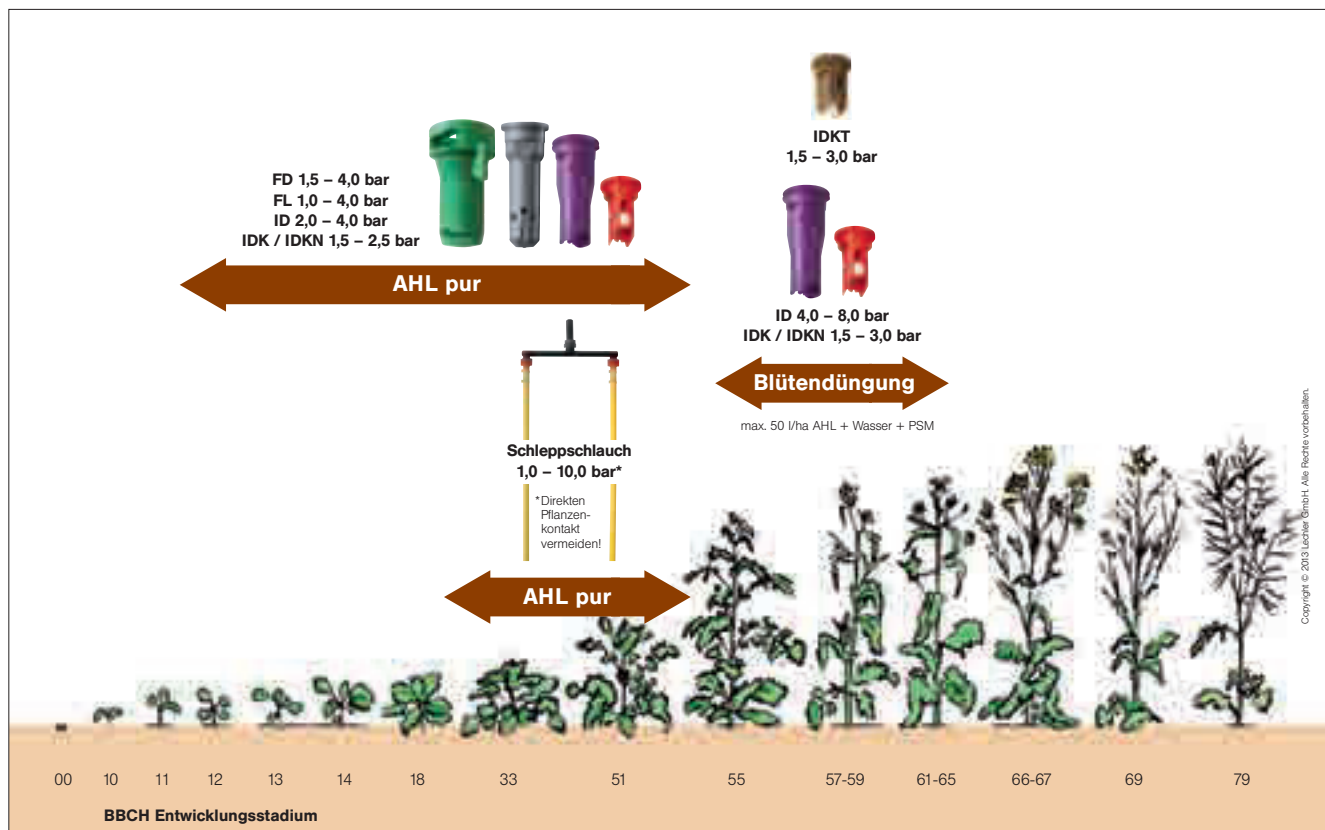 IDKT
1,5 – 3,0 bar
FD 1,5 – 4,0 bar
FL 1,0 – 4,0 bar
ID 2,0 – 4,0 bar
IDK / IDKN 1,5 – 2,5 bar
AHL pur
ID 4,0 – 8,0 bar
IDK / IDKN 1,5 – 3,0 bar
Blütendüngung
max. 50 l/ha AHL + Wasser + PSM
Schleppschlauch
1,0 – 10,0 bar*
*Direkten
Pflanzen-
kontakt
vermeiden!
AHL pur
Copyright © 2013 Lechler GmbH. Alle Rechte vorbehalten.
00 10 11 12 13 14 18 33 51 55 57-59 61-65 66-67 69 79
BBCH Entwicklungsstadium